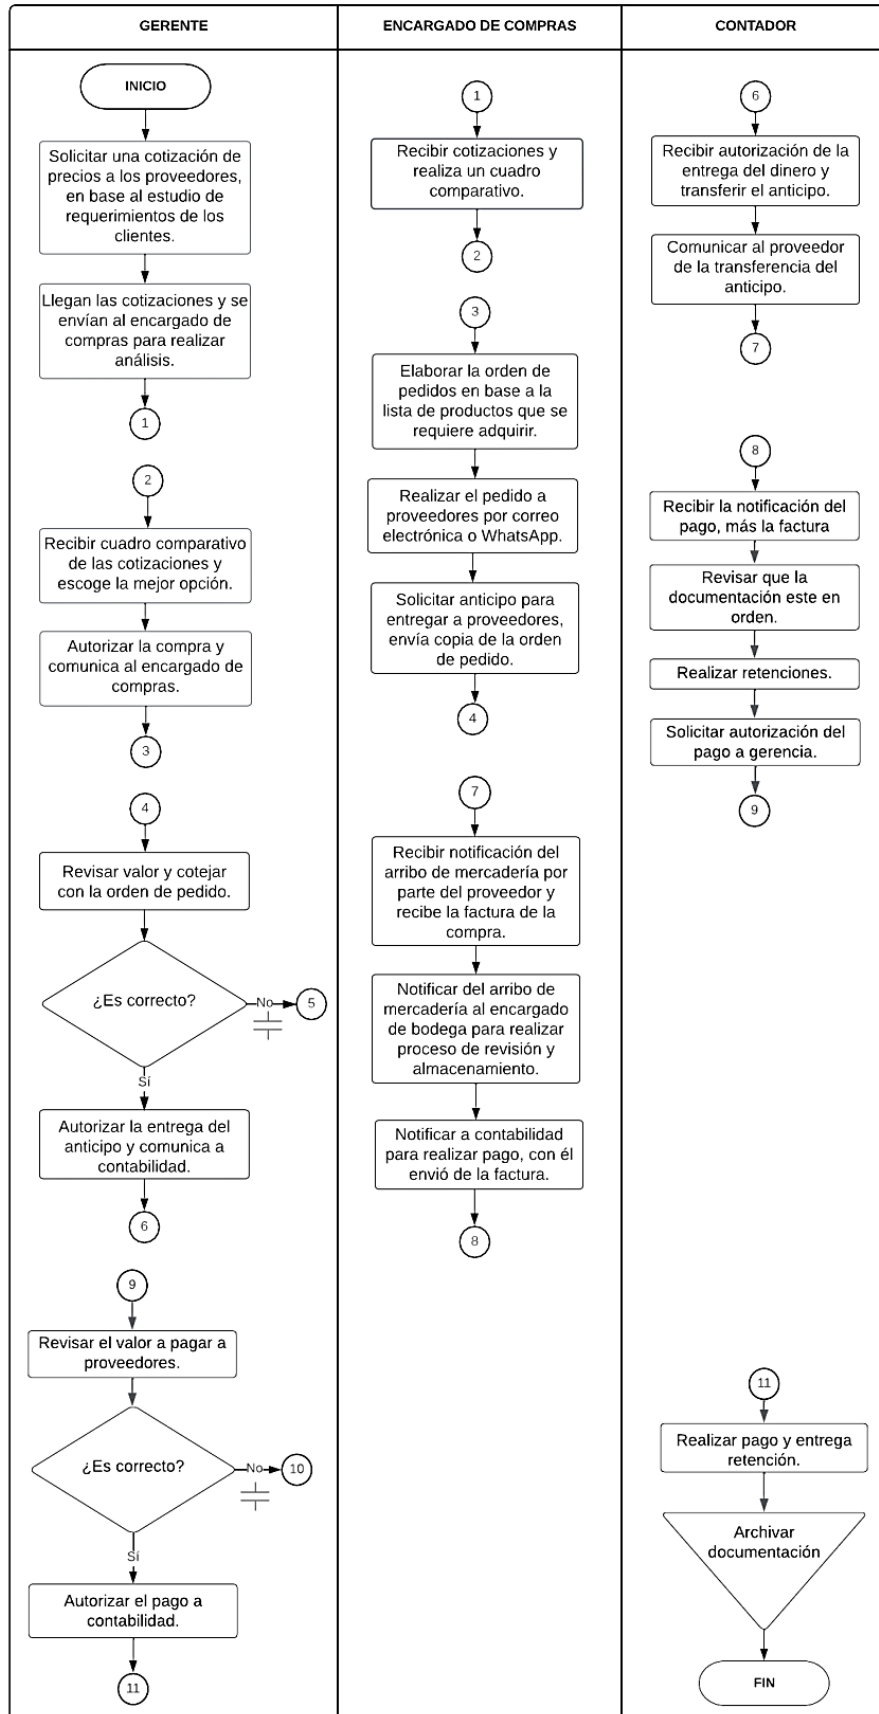 GERENTE
ENCARGADO DE COMPRAS
CONTADOR
INICIO
Solicitar una cotización de
precios a los proveedores,
en base al estudio de
requerimientos de los
clientes.
Llegan las cotizaciones y se
envían al encargado de
compras para realizar
análisis.
1
2
Recibir cuadro comparativo
de las cotizaciones y
escoge la mejor opción.
Autorizar la compra y
comunica al encargado de
compras.
3
4
Revisar valor y cotejar
con la orden de pedido.
¿Es correcto?
No
5
Sí
Autorizar la entrega del
anticipo y comunica a
contabilidad.
6
9
Revisar el valor a pagar a
proveedores.
¿Es correcto?
No
10
Sí
Autorizar el pago a
contabilidad.
11
1
Recibir cotizaciones y
realiza un cuadro
comparativo.
2
3
Elaborar la orden de
pedidos en base a la
lista de productos que se
requiere adquirir.
Realizar el pedido a
proveedores por correo
electrónica o WhatsApp.
Solicitar anticipo para
entregar a proveedores,
envía copia de la orden
de pedido.
4
7
Recibir notificación del
arribo de mercadería por
parte del proveedor y
recibe la factura de la
compra.
Notificar del arribo de
mercadería al encargado
de bodega para realizar
proceso de revisión y
almacenamiento.
Notificar a contabilidad
para realizar pago, con él
envió de la factura.
8
6
Recibir autorización de la
entrega del dinero y
transferir el anticipo.
Comunicar al proveedor
de la transferencia del
anticipo.
7
8
Recibir la notificación del
pago, más la factura
Revisar que la
documentación este en
orden.
Realizar retenciones.
Solicitar autorización del
pago a gerencia.
9
11
Realizar pago y entrega
retención.
Archivar
documentación
FIN